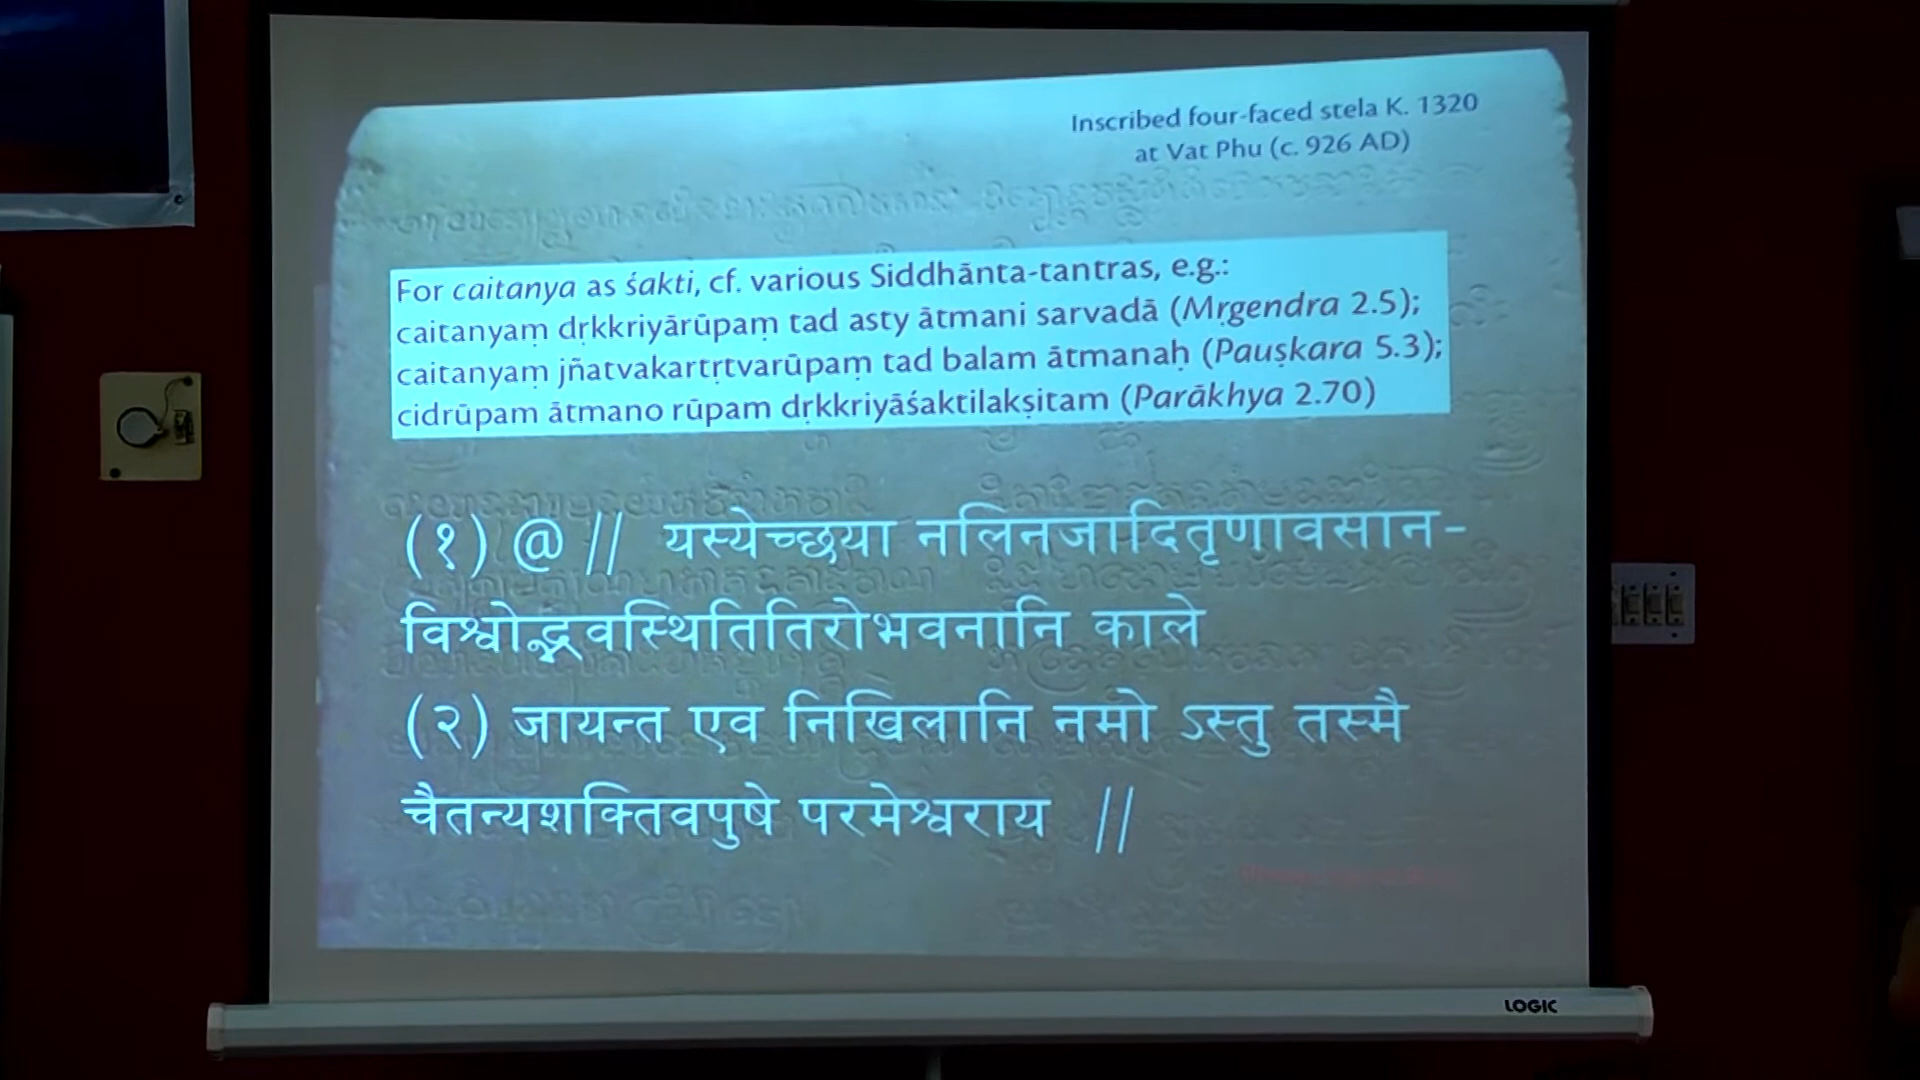 Inscribed four-faced stela K. 1320
at Vat Phu (c. 926 AD)
For caitanya as śakti, cf. various Siddhānta-tantras, e.g.:
caitanyaṃ dṛkkriyārūpaṃ tad asty ātmani sarvadā (Mṛgendra 2.5);
caitanyaṃ jñatvakartṛtvarūpaṃ tad balam ātmanaḥ (Pauṣkara 5.3);
cidrūpam ātmano rūpam dṛkkriyāśaktilakṣitam (Parākhya 2.70)
(१) @ // यस्येच्छया नलिनजादितृणावसान-
विश्वोद्भवस्थितितिरोभवनानि काले
(२) जायन्त एव निखिलानि नमो ऽस्तु तस्मै
चैतन्यशक्तिवपुषे परमेश्वराय //
LOGIC